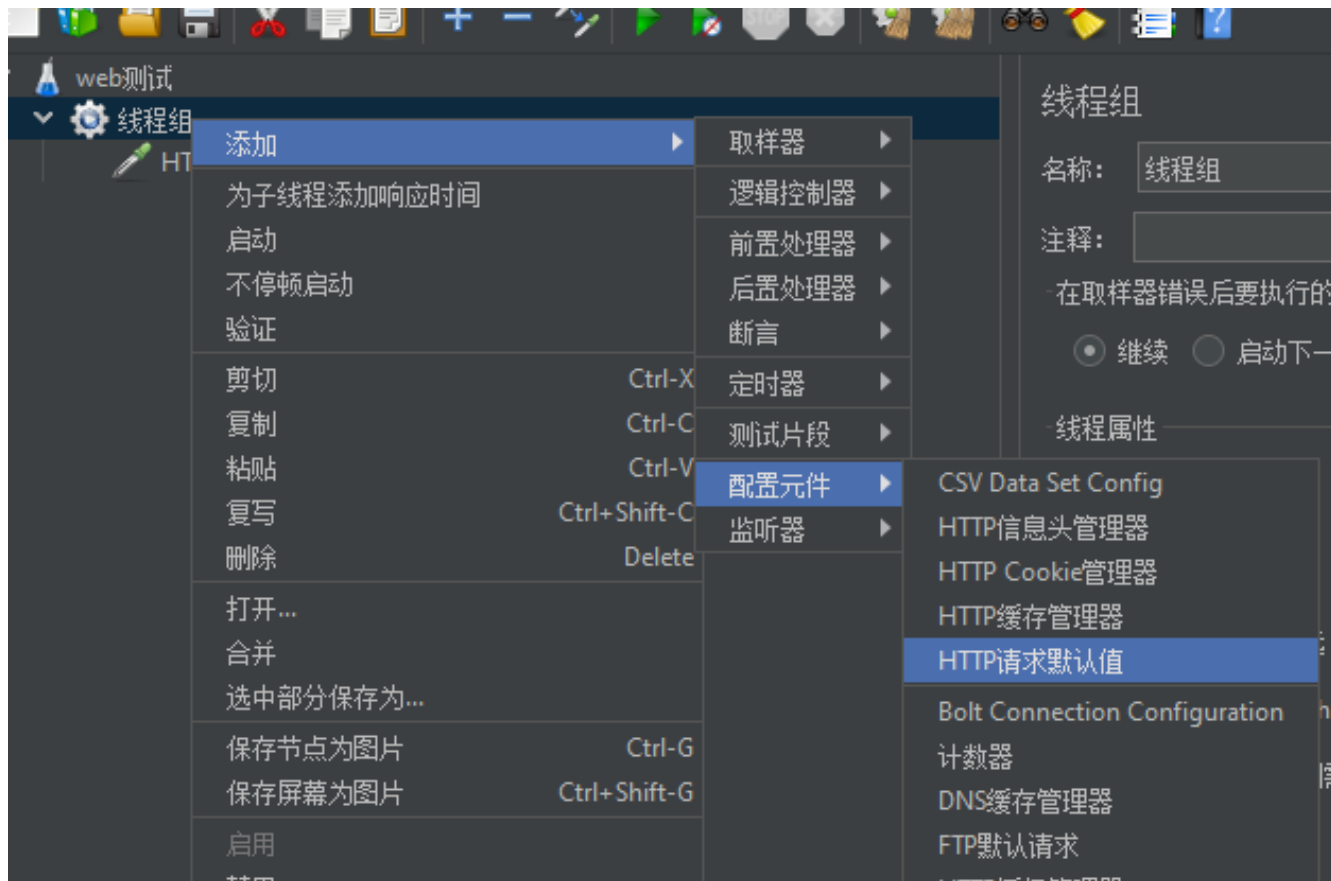 STOP
web测试
线程组
HT
添加
为子线程添加响应时间
启动
不停顿启动
验证
剪切 Ctrl-X
复制 Ctrl-C
粘贴 Ctrl-V
复写 Ctrl+Shift-C
删除 Delete
打开...
合并
选中部分保存为...
保存节点为图片 Ctrl-G
保存屏幕为图片 Ctrl+Shift-G
启用
取样器
逻辑控制器
前置处理器
后置处理器
断言
定时器
测试片段
配置元件
监听器
CSV Data Set Config
HTTP信息头管理器
HTTP Cookie管理器
HTTP缓存管理器
HTTP请求默认值
Bolt Connection Configuration
计数器
DNS缓存管理器
FTP默认请求
线程组
名称： 线程组
注释：
在取样器错误后要执行的
继续 启动下一
线程属性